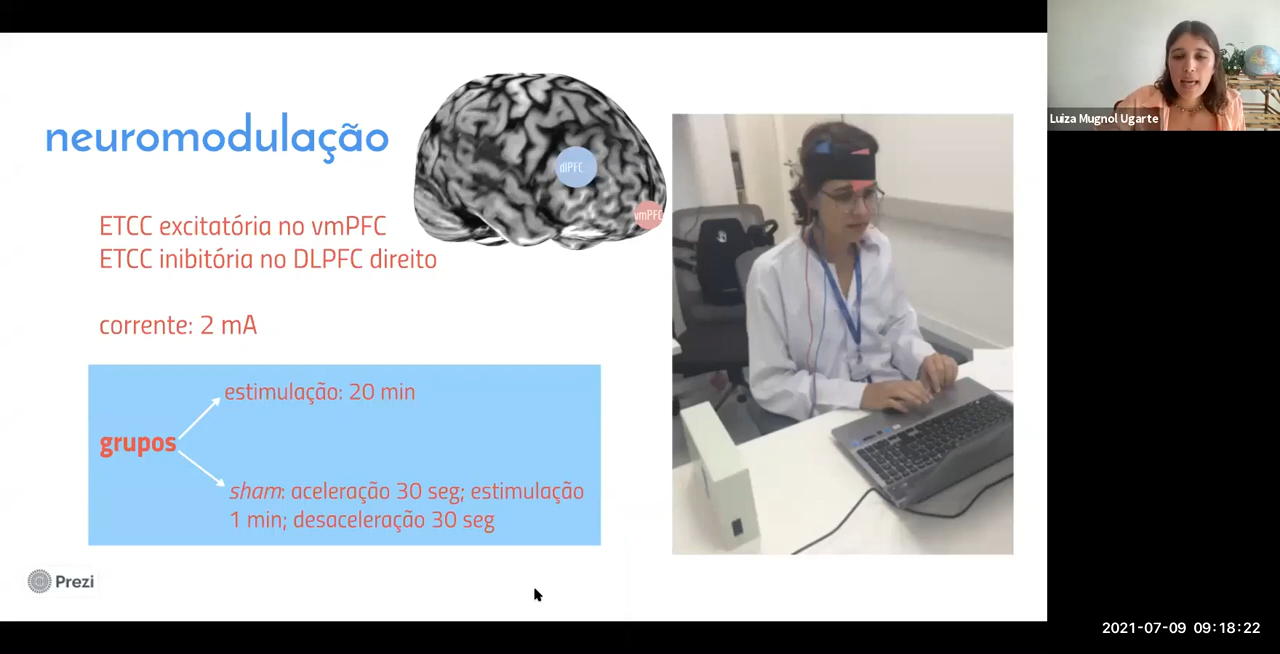 neuromodulação
dlPFC
vmPFC
ETCC excitatória no vmPFC
ETCC inibitória no DLPFC direito
corrente: 2 mA
estimulação: 20 min
grupos
sham: aceleração 30 seg; estimulação
1 min; desaceleração 30 seg
Prezi
Luiza Mugnol Ugarte
2021-07-09 09:18:22